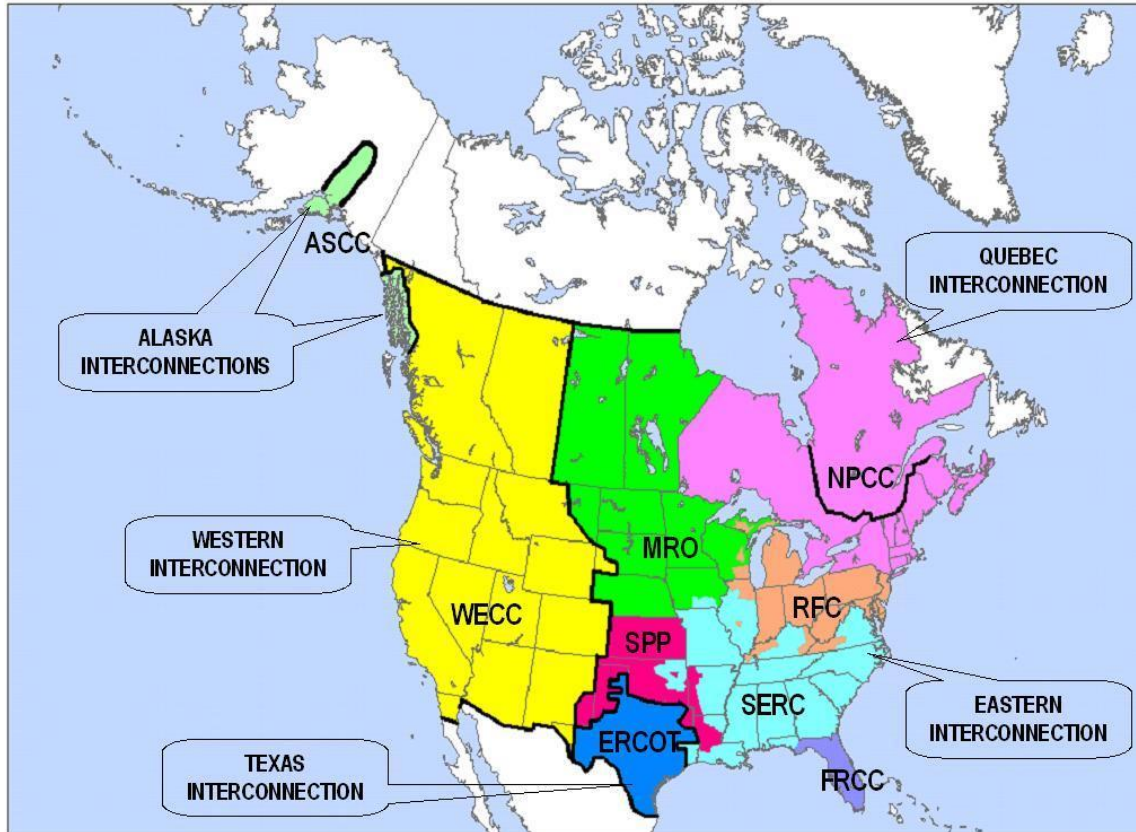 ASCC
QUEBEC
INTERCONNECTION
ALASKA
INTERCONNECTIONS
NPCC
WESTERN
INTERCONNECTION
MRO
WECC
RFC
SPP
SERC
EASTERN
INTERCONNECTION
ERCOT
TEXAS
INTERCONNECTION
FRCC